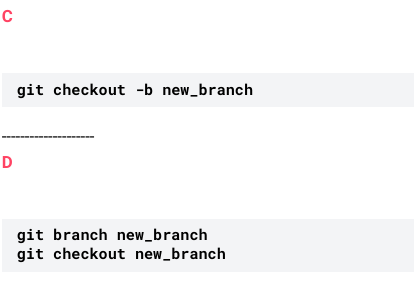 C
git checkout -b new_branch
--------------------
D
git branch new_branch
git checkout new_branch